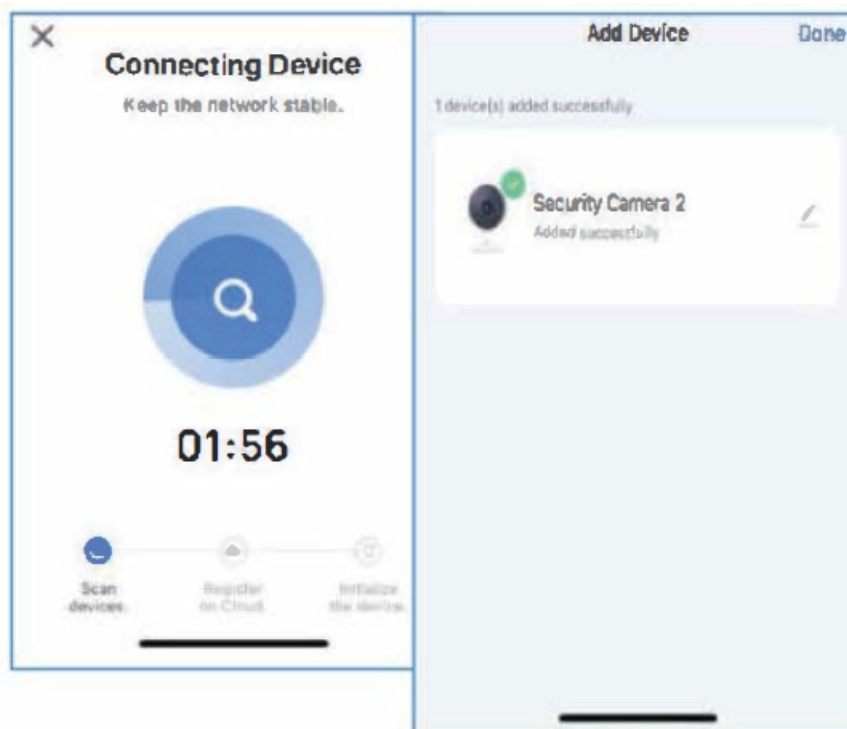 Connecting Device
Keep the network stable.
01:56
Scan
devices.
Register
on Cloud.
Initialize
the device.
Add Device
Done
1 device(s) added successfully
Security Camera 2
Added successfully